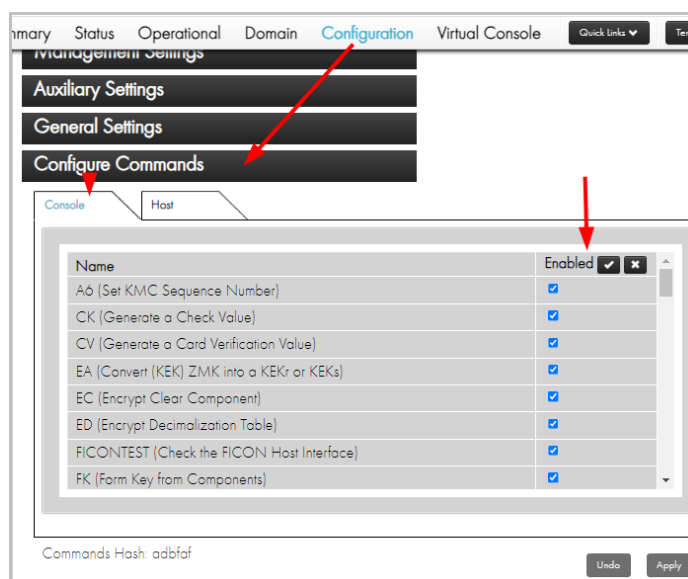 nmary Status Operational Domain Configuration Virtual Console Quick Links Ter
Management Settings
Auxiliary Settings
General Settings
Configure Commands
Console Host
Name Enabled
A6 (Set KMC Sequence Number)
CK (Generate a Check Value)
CV (Generate a Card Verification Value)
EA (Convert (KEK) ZMK into a KEKr or KEKs)
EC (Encrypt Clear Component)
ED (Encrypt Decimalization Table)
FICONTEST (Check the FICON Host Interface)
FK (Form Key from Components)
Commands Hash: adbfaf
Undo Apply